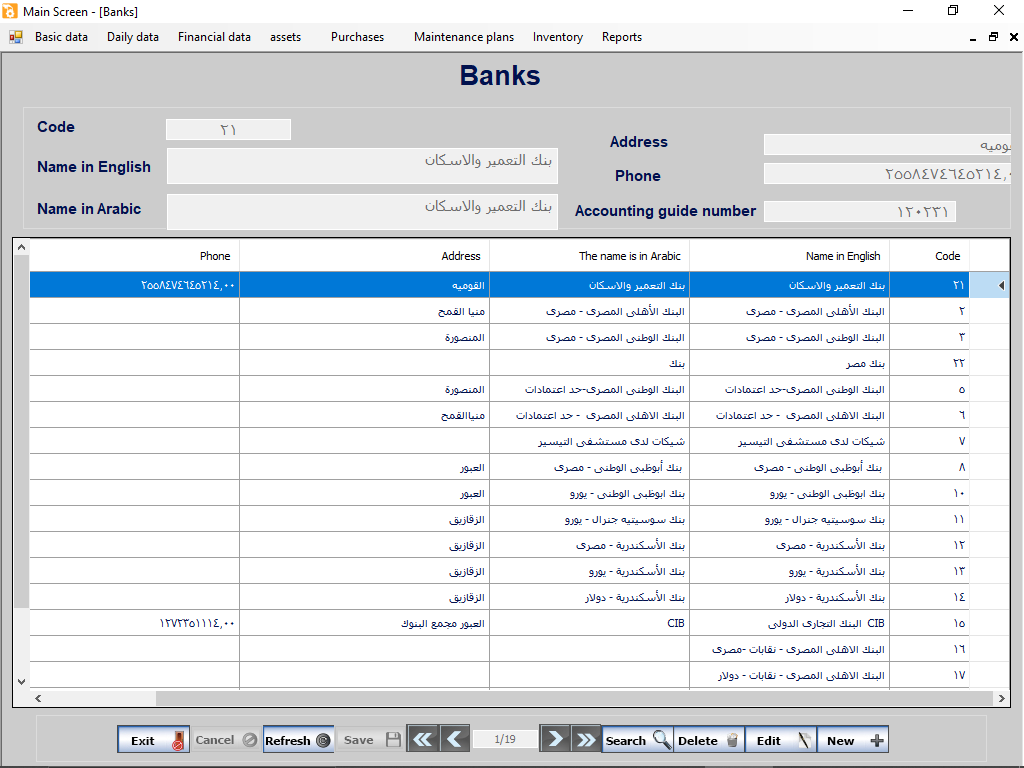 Main Screen - [Banks]
Basic data Daily data Financial data assets Purchases Maintenance plans Inventory Reports
Banks
Code ٢١
Name in English بنك التعمير والاسكان
Name in Arabic بنك التعمير والاسكان
Address
Phone ٢٥٥٨٤٧٤٦٤٥٢١٤,٠
Accounting guide number ١٢٠٢٣١
Phone Address The name is in Arabic Name in English Code
٢٥٥٨٤٧٤٦٤٥٢١٤,٠٠ القوميه بنك التعمير والاسكان بنك التعمير والاسكان ٢١
منيا القمح البنك الأهلى المصرى - مصرى البنك الأهلى المصرى - مصرى ٢
المنصورة البنك الوطنى المصرى - مصرى البنك الوطنى المصرى - مصرى ٣
بنك بنك مصر ٢٢
المنصورة البنك الوطنى المصرى-حد اعتمادات البنك الوطنى المصرى-حد اعتمادات ٥
منياالقمح البنك الاهلى المصرى - حد اعتمادات البنك الاهلى المصرى - حد اعتمادات ٦
شيكات لدى مستشفى التيسير شيكات لدى مستشفى التيسير ٧
العبور بنك أبوظبى الوطنى - مصرى بنك أبوظبى الوطنى - مصرى ٨
العبور بنك ابوظبى الوطنى - يورو بنك ابوظبى الوطنى - يورو ١٠
الزقازيق بنك سوسيتيه جنرال - يورو بنك سوسيتيه جنرال - يورو ١١
الزقازيق بنك الأسكندرية - مصرى بنك الأسكندرية - مصرى ١٢
الزقازيق بنك الأسكندرية - يورو بنك الأسكندرية - يورو ١٣
الزقازيق بنك الأسكندرية - دولار بنك الأسكندرية - دولار ١٤
١٢٧٢٣٥١١١٤,٠٠ العبور مجمع البنوك CIB CIB البنك التجارى الدولى ١٥
البنك الاهلى المصرى - نقابات -مصرى ١٦
البنك الاهلى المصرى - نقابات - دولار ١٧
Exit Cancel Refresh Save 1/19 Search Delete Edit New